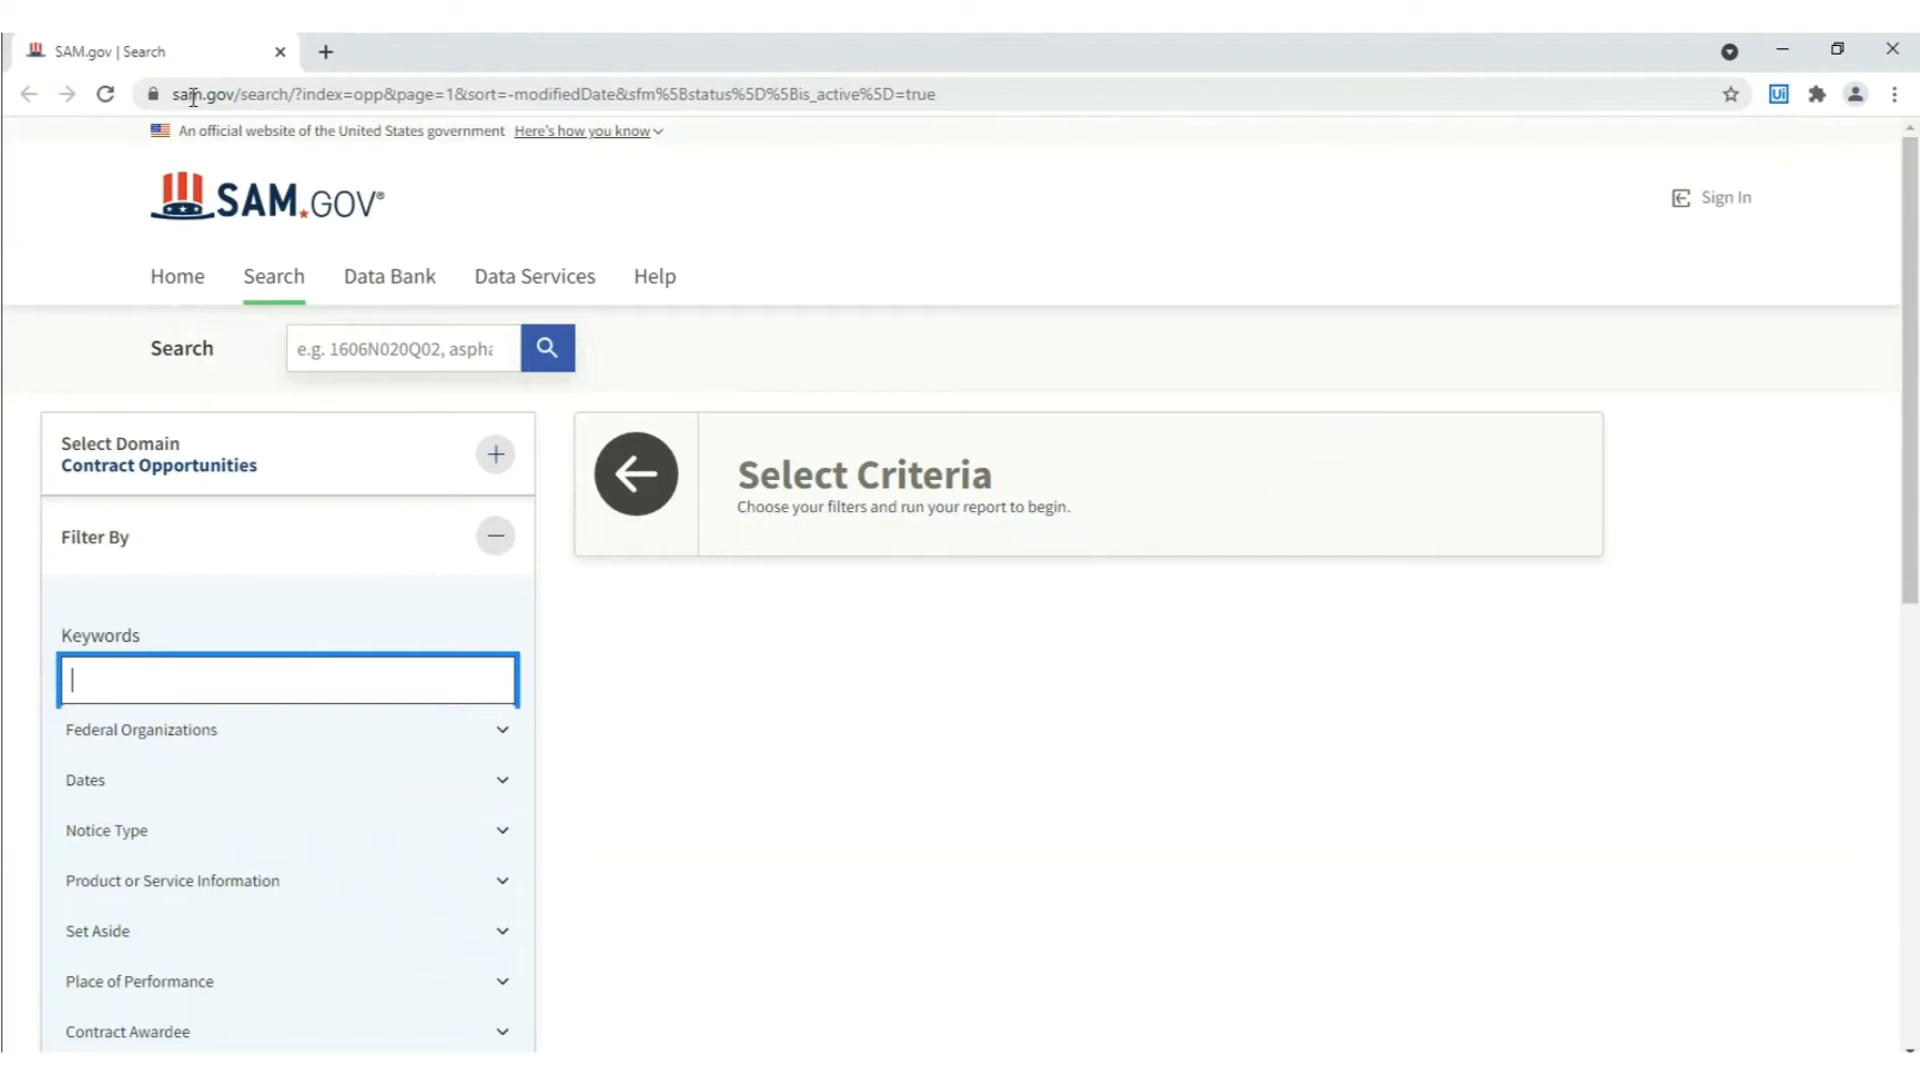 SAM.gov | Search
sam.gov/search/?index=opp&page=1&sort=-modifiedDate&sfm%5Bstatus%5D%5Bis_active%5D=true
Ui
An official website of the United States government Here's how you know
SAM.GOV®
Sign In
Home Search Data Bank Data Services Help
Search
e.g. 1606N020Q02, aspha
Select Domain
Contract Opportunities
Filter By
Select Criteria
Choose your filters and run your report to begin.
Keywords
Federal Organizations
Dates
Notice Type
Product or Service Information
Set Aside
Place of Performance
Contract Awardee